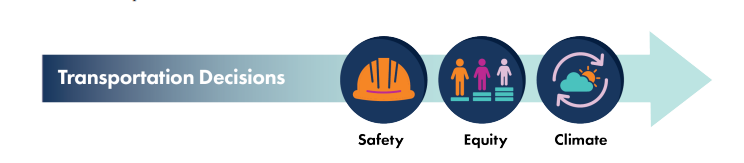 Transportation Decisions
Safety
Equity
Climate